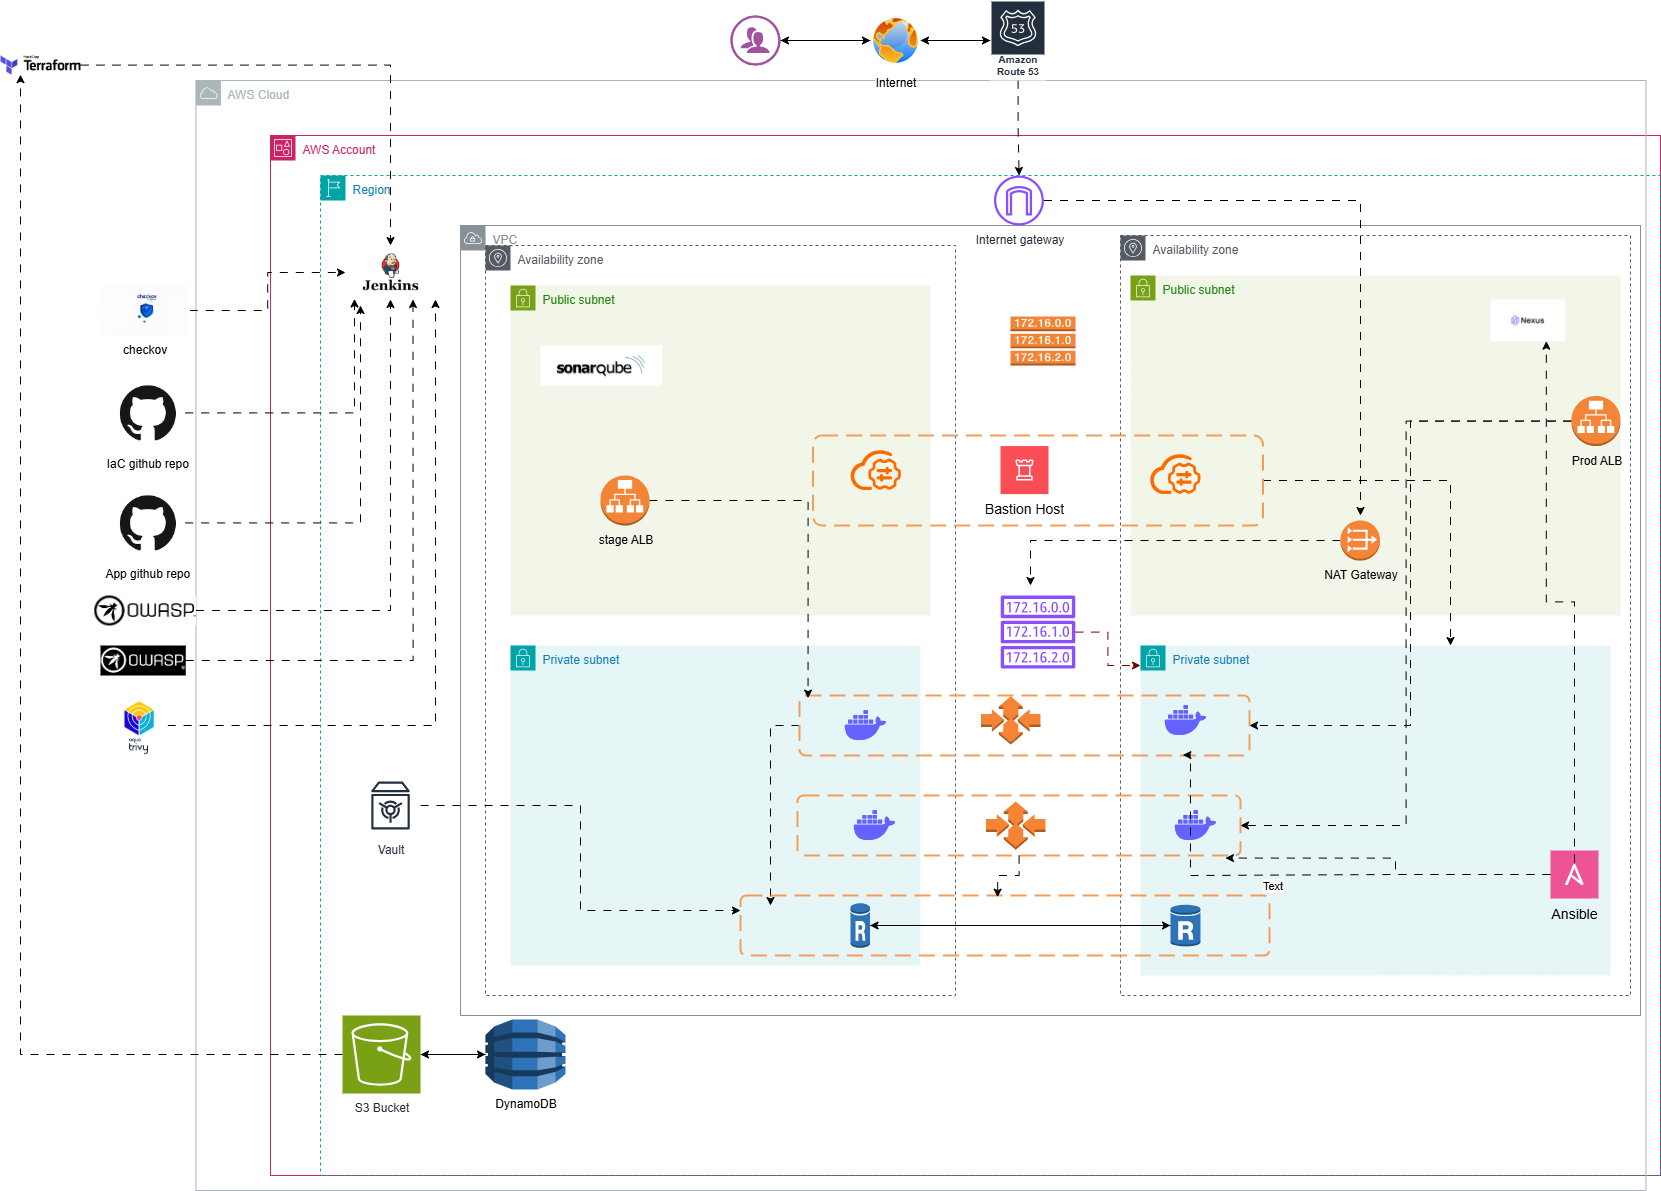 Terraform
Internet
53
Amazon
Route 53
AWS Cloud
AWS Account
Region
Internet gateway
VPC
Availability zone
Availability zone
Jenkins
Public subnet
Public subnet
checkov
checkov
172.16.0.0
172.16.1.0
172.16.2.0
Nexus
sonarqube
IaC github repo
Prod ALB
Bastion Host
stage ALB
App github repo
NAT Gateway
OWASP
172.16.0.0
172.16.1.0
172.16.2.0
OWASP
Private subnet
Private subnet
aqua
trivy
Vault
Text
Ansible
R
R
S3 Bucket
DynamoDB